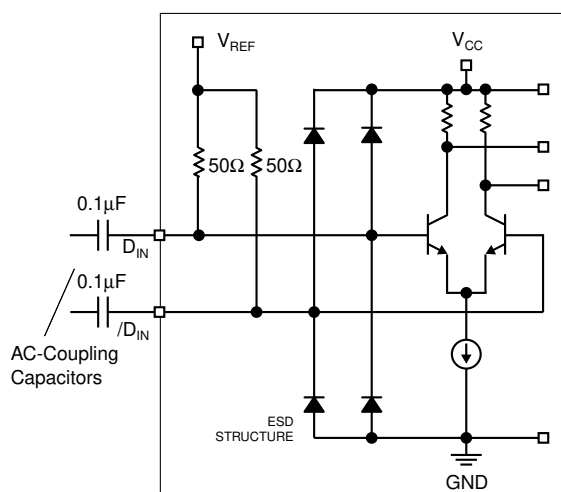 V_REF
V_CC
50Ω 50Ω
0.1μF
D_IN
0.1μF
/D_IN
AC-Coupling
Capacitors
ESD
STRUCTURE
GND